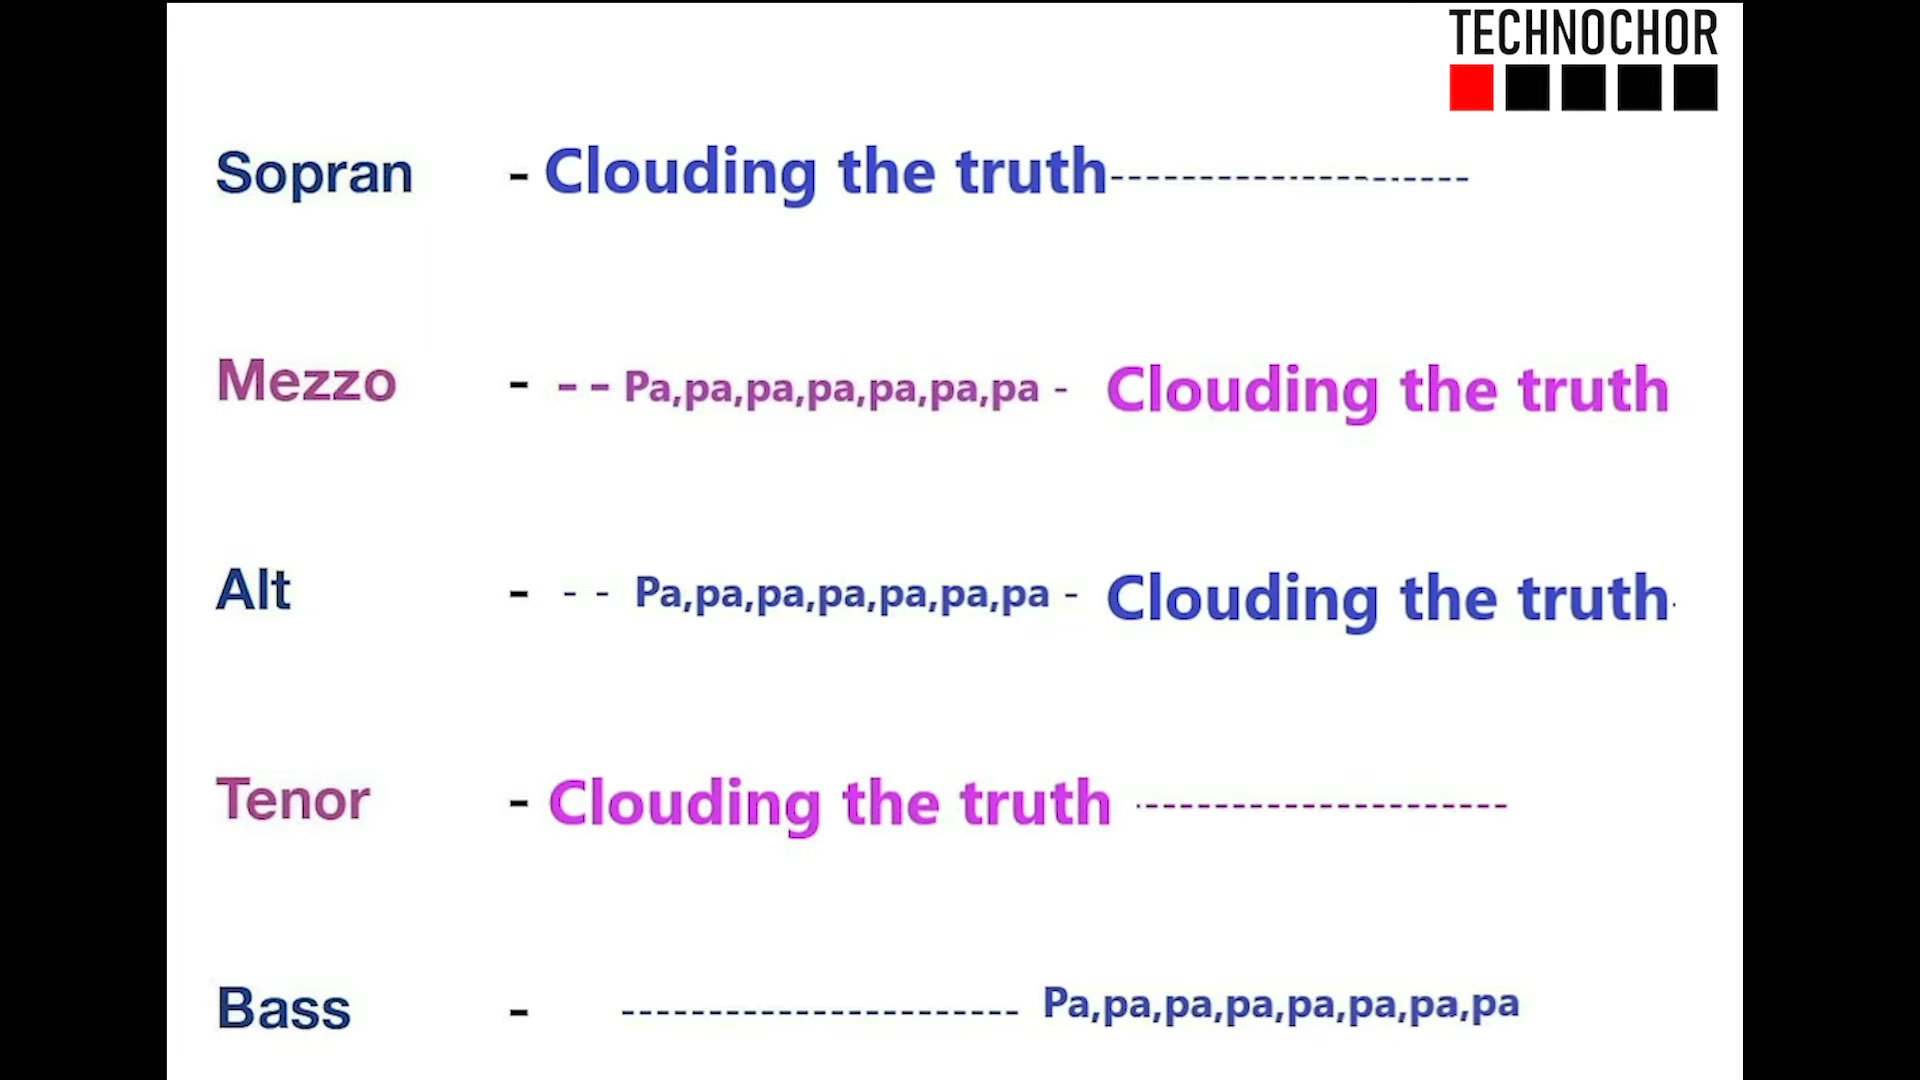 TECHNOCHOR
Sopran - Clouding the truth-----------------------
Mezzo - -- Pa,pa,pa,pa,pa,pa,pa - Clouding the truth
Alt - - - Pa,pa,pa,pa,pa,pa,pa - Clouding the truth
Tenor - Clouding the truth -----------------------
Bass - ----------------------- Pa,pa,pa,pa,pa,pa,pa,pa